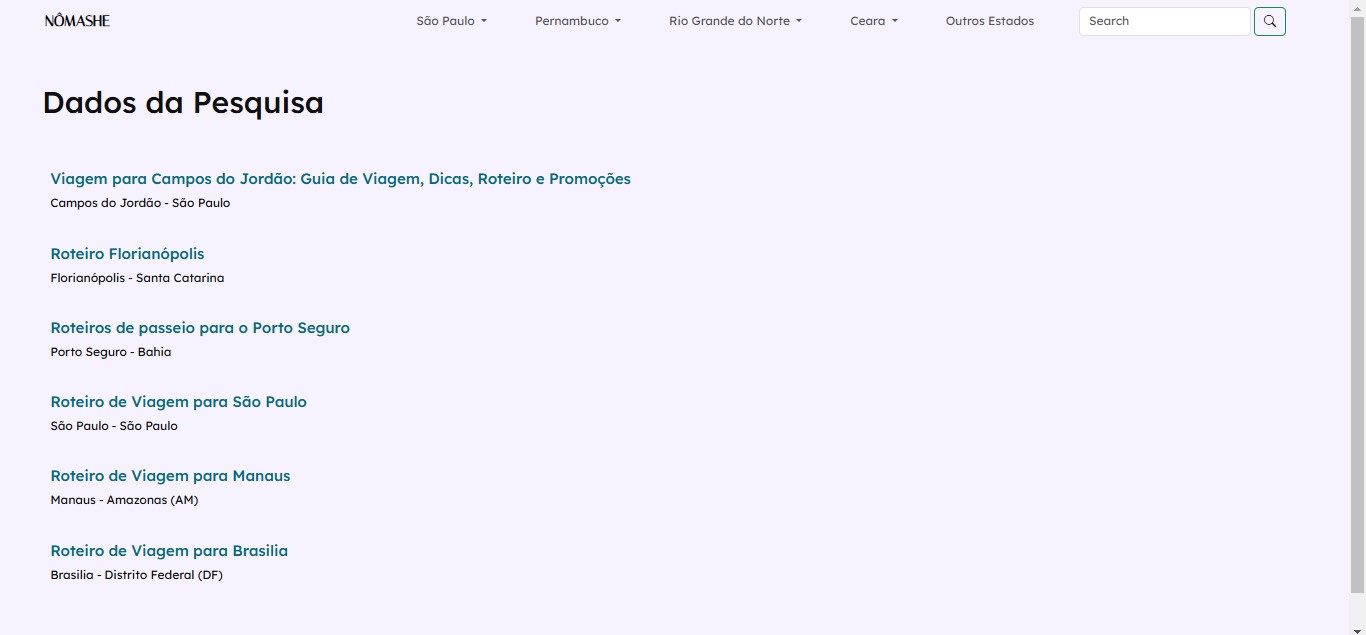 NÔMASHE
São Paulo
Pernambuco
Rio Grande do Norte
Ceara
Outros Estados
Search
Dados da Pesquisa
Viagem para Campos do Jordão: Guia de Viagem, Dicas, Roteiro e Promoções
Campos do Jordão - São Paulo
Roteiro Florianópolis
Florianópolis - Santa Catarina
Roteiros de passeio para o Porto Seguro
Porto Seguro - Bahia
Roteiro de Viagem para São Paulo
São Paulo - São Paulo
Roteiro de Viagem para Manaus
Manaus - Amazonas (AM)
Roteiro de Viagem para Brasilia
Brasilia - Distrito Federal (DF)